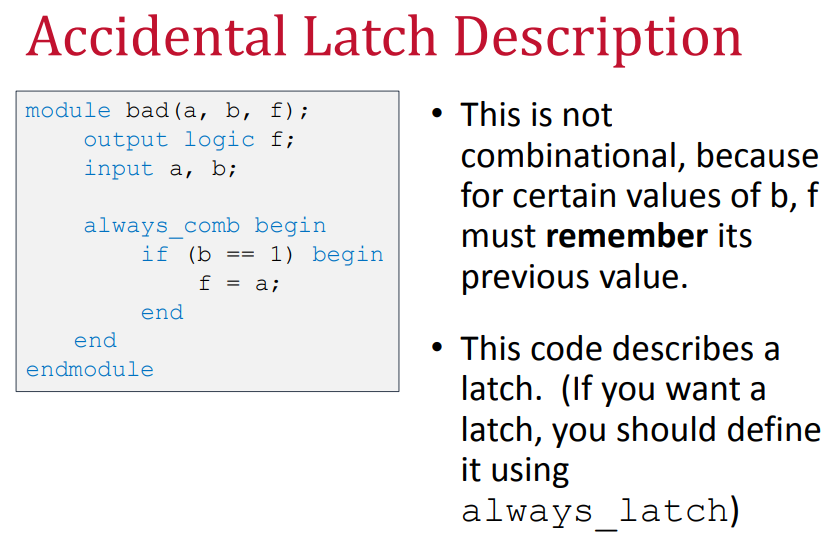 Accidental Latch Description
module bad(a, b, f);
    output logic f;
    input a, b;

    always_comb begin
        if (b == 1) begin
            f = a;
        end
    end
endmodule
• This is not
combinational, because
for certain values of b, f
must remember its
previous value.
• This code describes a
latch.  (If you want a
latch, you should define
it using
always_latch)